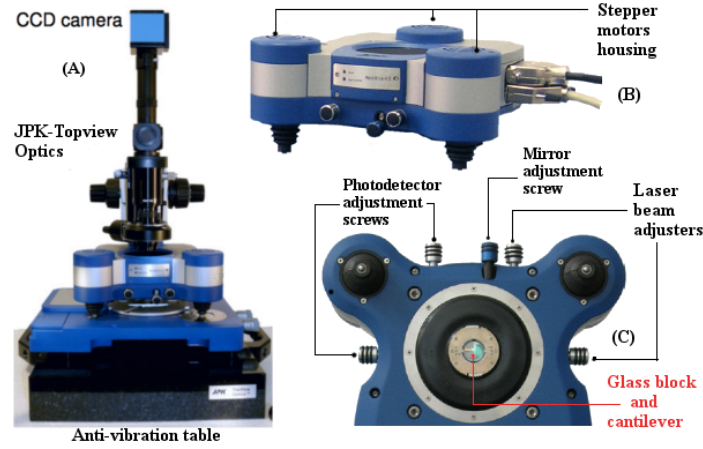 CCD camera
(A)
JPK-Topview
Optics
Anti-vibration table
JPK
Stepper
motors
housing
(B)
Photodetector
adjustment
screws
Mirror
adjustment
screw
Laser
beam
adjusters
(C)
Glass block
and
cantilever